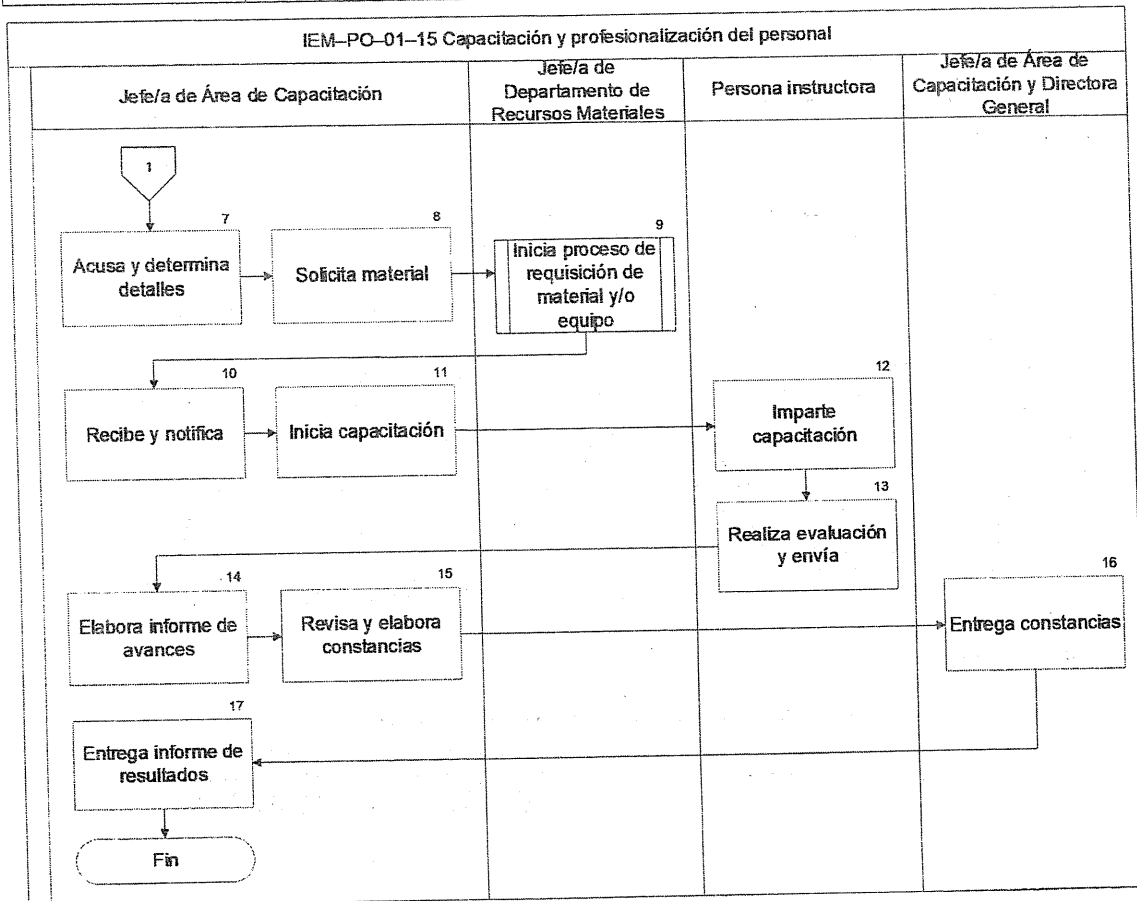 IEM–PO–01–15 Capacitación y profesionalización del personal
Jefe/a de Área de Capacitación
Jefe/a de
Departamento de
Recursos Materiales
Persona instructora
Jefe/a de Área de
Capacitación y Directora
General
1
7
Acusa y determina
detalles
8
Solicita material
9
Inicia proceso de
requisición de
material y/o
equipo
10
Recibe y notifica
11
Inicia capacitación
12
Imparte
capacitación
13
Realiza evaluación
y envía
14
Elabora informe de
avances
15
Revisa y elabora
constancias
16
Entrega constancias
17
Entrega informe de
resultados
Fin